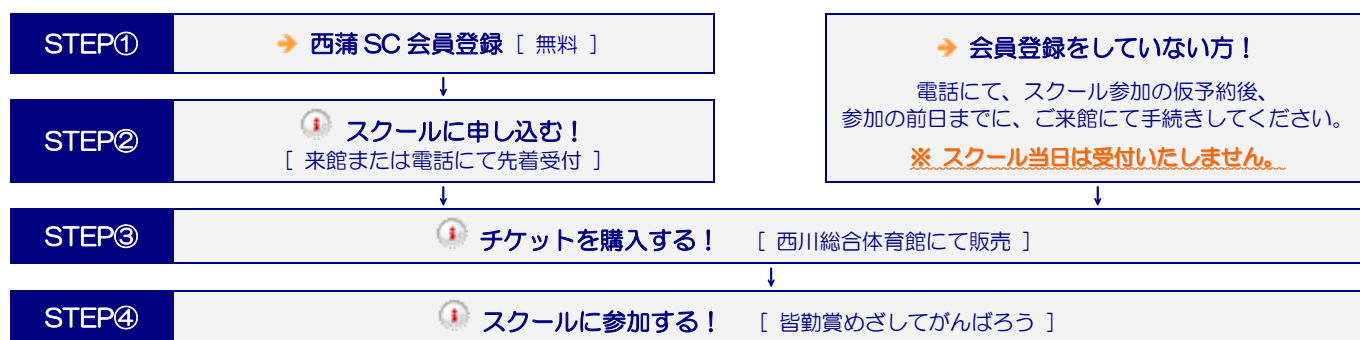 STEP①
西蒲 SC 会員登録 [ 無料 ]
STEP②
スクールに申し込む！
[ 来館または電話にて先着受付 ]
会員登録をしていない方！
電話にて、スクール参加の仮予約後、
参加の前日までに、ご来館にて手続きしてください。
※ スクール当日は受付いたしません。
STEP③
チケットを購入する！ [ 西川総合体育館にて販売 ]
STEP④
スクールに参加する！ [ 皆勤賞めざしてがんばろう ]